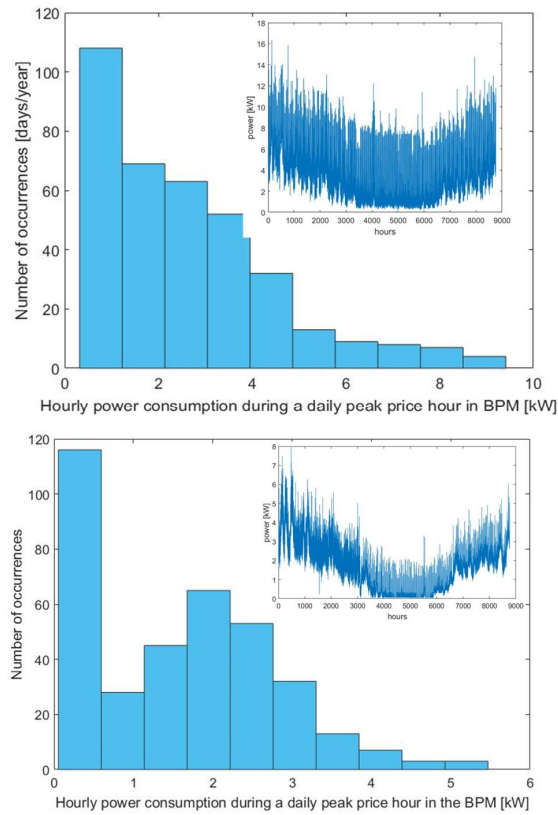 120
100
80
60
40
20
0
Number of occurrences [days/year]
0 2 4 6 8 10
Hourly power consumption during a daily peak price hour in BPM [kW]
18
16
14
12
10
8
6
4
2
0
power [kW]
0 1000 2000 3000 4000 5000 6000 7000 8000 9000
hours
120
100
80
60
40
20
0
Number of occurrences
0 1 2 3 4 5 6
Hourly power consumption during a daily peak price hour in the BPM [kW]
8
7
6
5
4
3
2
1
0
power [kW]
0 1000 2000 3000 4000 5000 6000 7000 8000 9000
hours